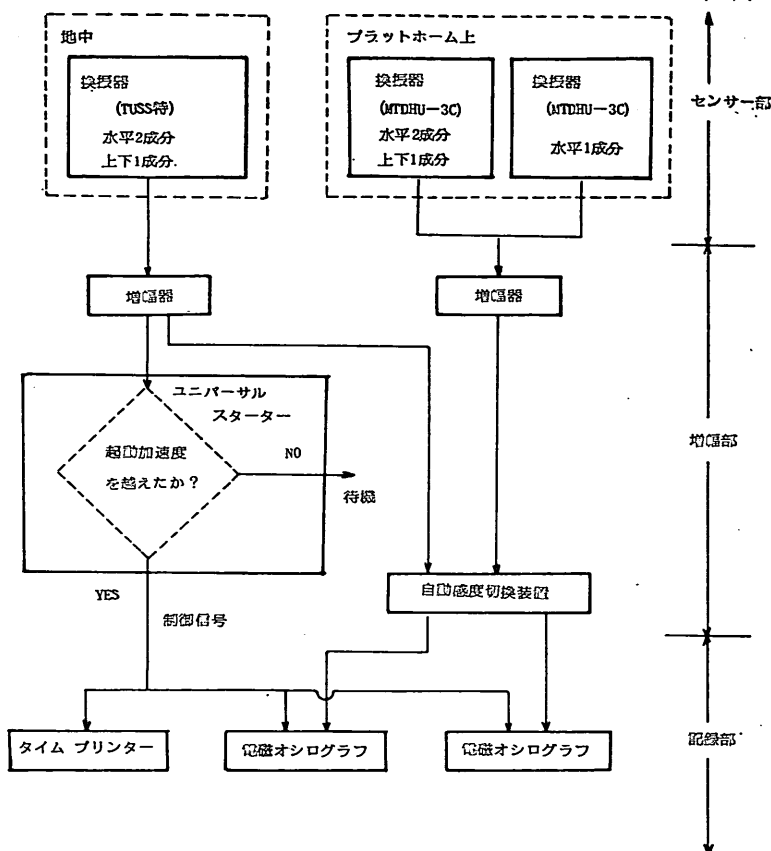 地中
換振器
(TUSS特)
水平2成分
上下1成分.
プラットホーム上
換振器
(MTDHU-3C)
水平2成分
上下1成分
換振器
(MTDHU-3C)
水平1成分
センサー部
増幅器
増幅器
ユニバーサル
スターター
起動加速度
を越えたか?
NO
待機
増幅部
YES
制御信号
自動感度切換装置
タイム プリンター
電磁オシログラフ
電磁オシログラフ
記録部